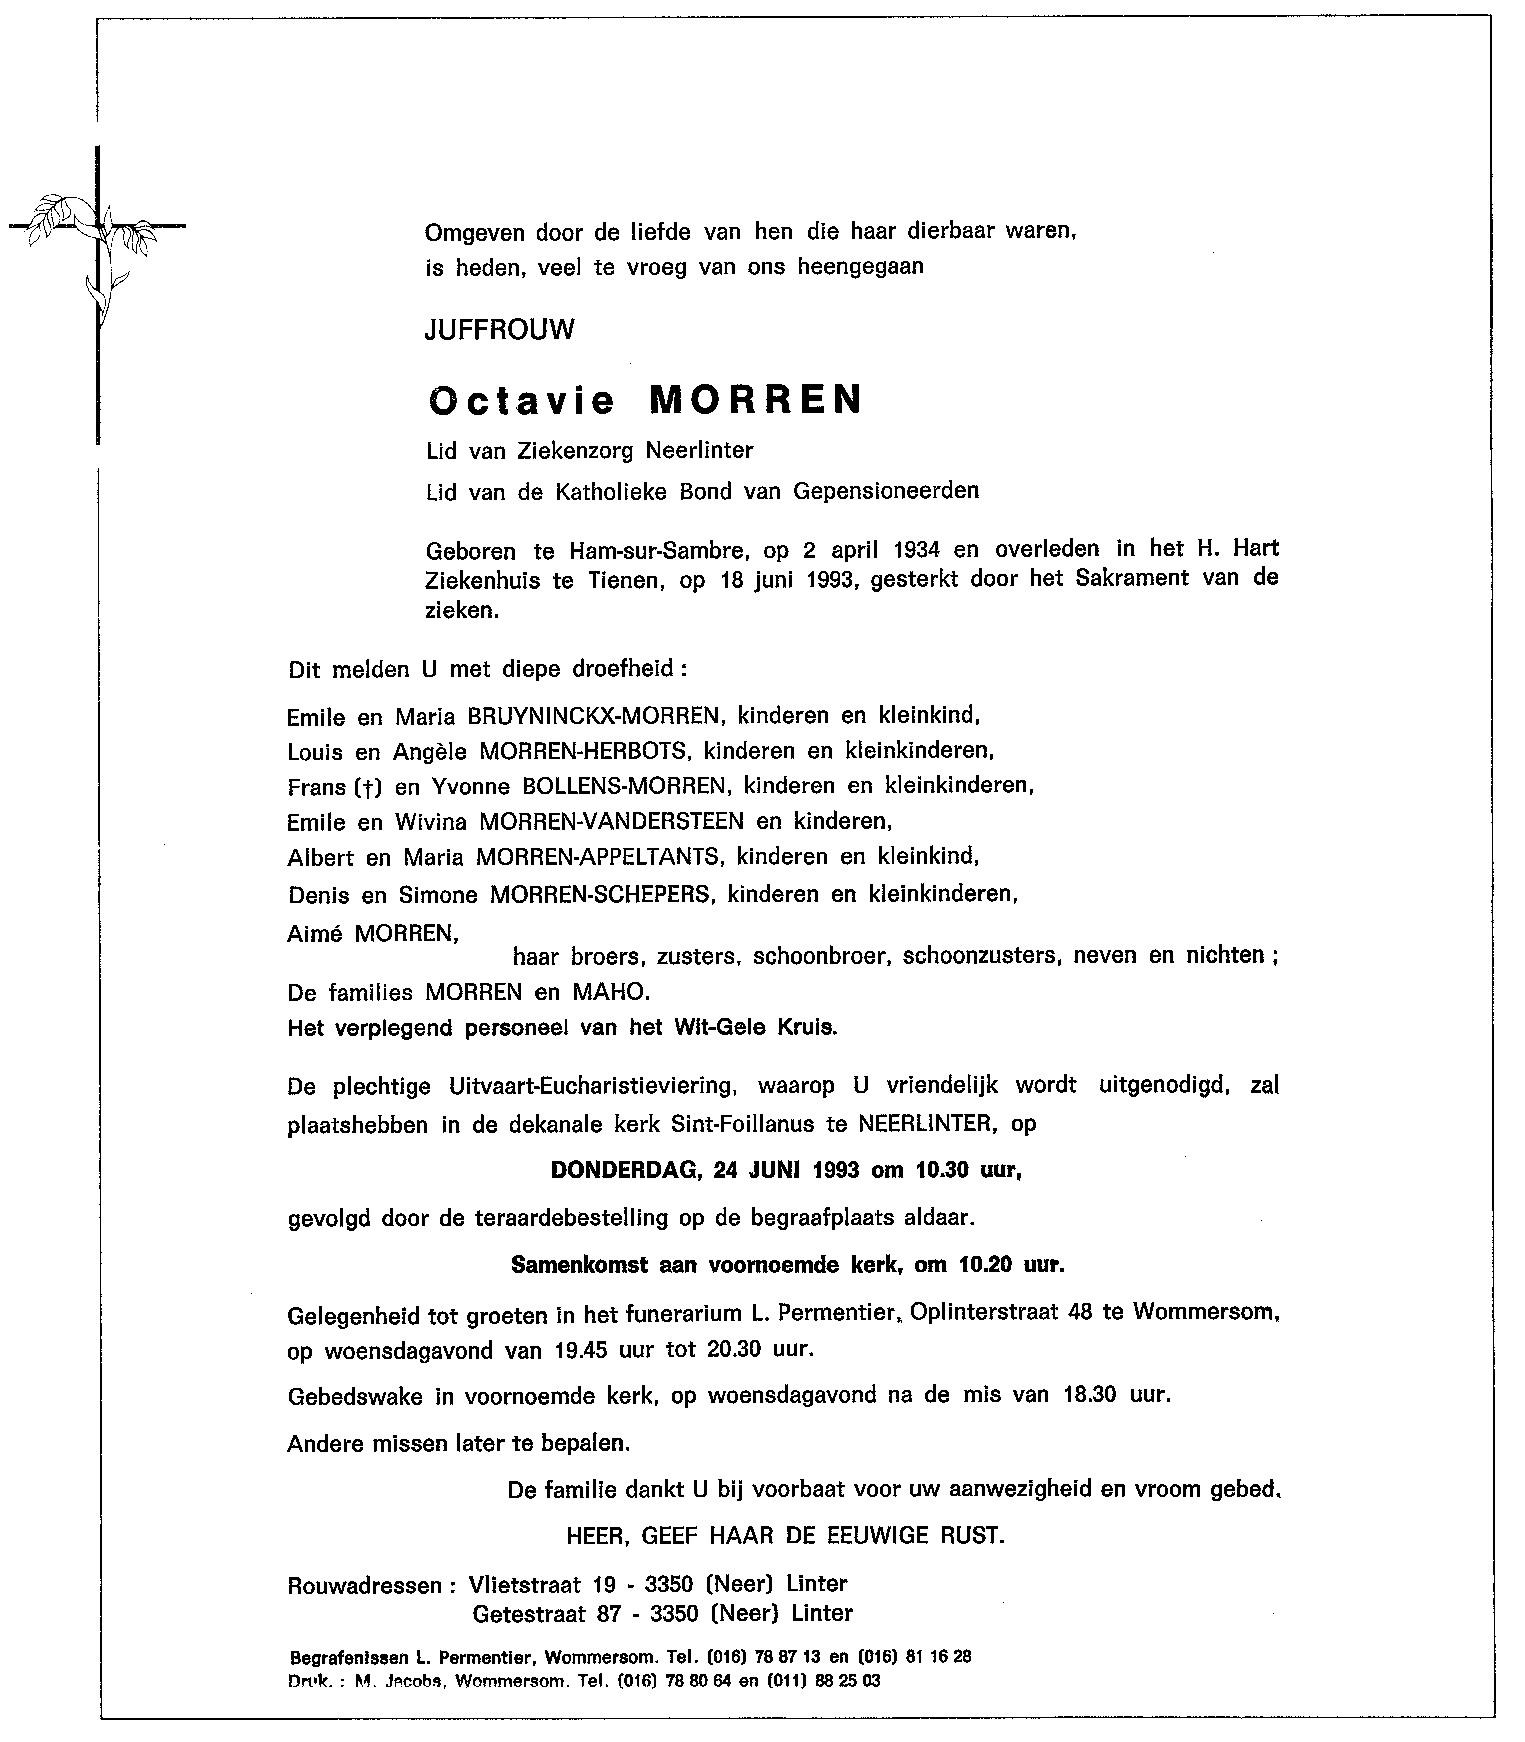 Omgeven door de liefde van hen die haar dierbaar waren,
is heden, veel te vroeg van ons heengegaan
JUFFROUW
Octavie MORREN
Lid van Ziekenzorg Neerlinter
Lid van de Katholieke Bond van Gepensioneerden
Geboren te Ham-sur-Sambre, op 2 april 1934 en overleden in het H. Hart
Ziekenhuis te Tienen, op 18 juni 1993, gesterkt door het Sakrament van de
zieken.
Dit melden U met diepe droefheid :
Emile en Maria BRUYNINCKX-MORREN, kinderen en kleinkind,
Louis en Angèle MORREN-HERBOTS, kinderen en kleinkinderen,
Frans (†) en Yvonne BOLLENS-MORREN, kinderen en kleinkinderen,
Emile en Wivina MORREN-VANDERSTEEN en kinderen,
Albert en Maria MORREN-APPELTANTS, kinderen en kleinkind,
Denis en Simone MORREN-SCHEPERS, kinderen en kleinkinderen,
Aimé MORREN,
haar broers, zusters, schoonbroer, schoonzusters, neven en nichten ;
De families MORREN en MAHO.
Het verplegend personeel van het Wit-Gele Kruis.
De plechtige Uitvaart-Eucharistieviering, waarop U vriendelijk wordt uitgenodigd, zal
plaatshebben in de dekanale kerk Sint-Foillanus te NEERLINTER, op
DONDERDAG, 24 JUNI 1993 om 10.30 uur,
gevolgd door de teraardebestelling op de begraafplaats aldaar.
Samenkomst aan voornoemde kerk, om 10.20 uur.
Gelegenheid tot groeten in het funerarium L. Permentier, Oplinterstraat 48 te Wommersom,
op woensdagavond van 19.45 uur tot 20.30 uur.
Gebedswake in voornoemde kerk, op woensdagavond na de mis van 18.30 uur.
Andere missen later te bepalen.
De familie dankt U bij voorbaat voor uw aanwezigheid en vroom gebed.
HEER, GEEF HAAR DE EEUWIGE RUST.
Rouwadressen : Vlietstraat 19 - 3350 (Neer) Linter
Getestraat 87 - 3350 (Neer) Linter
Begrafenissen L. Permentier, Wommersom. Tel. (016) 78 87 13 en (016) 81 16 28
Druk. : M. Jacobs, Wommersom. Tel. (016) 78 80 64 en (011) 88 25 03